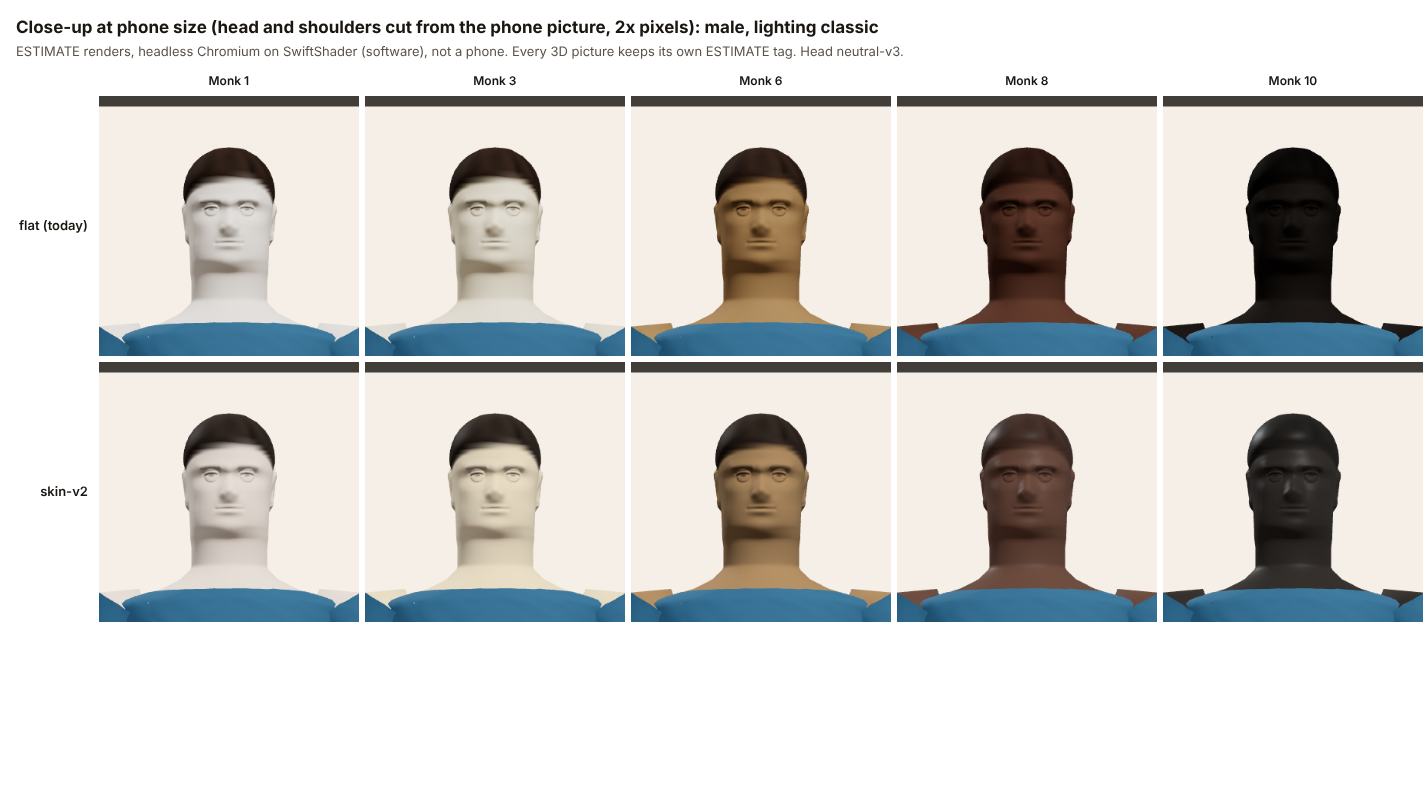 Close-up at phone size (head and shoulders cut from the phone picture, 2x pixels): male, lighting classic
ESTIMATE renders, headless Chromium on SwiftShader (software), not a phone. Every 3D picture keeps its own ESTIMATE tag. Head neutral-v3.
Monk 1 Monk 3 Monk 6 Monk 8 Monk 10
flat (today)
skin-v2